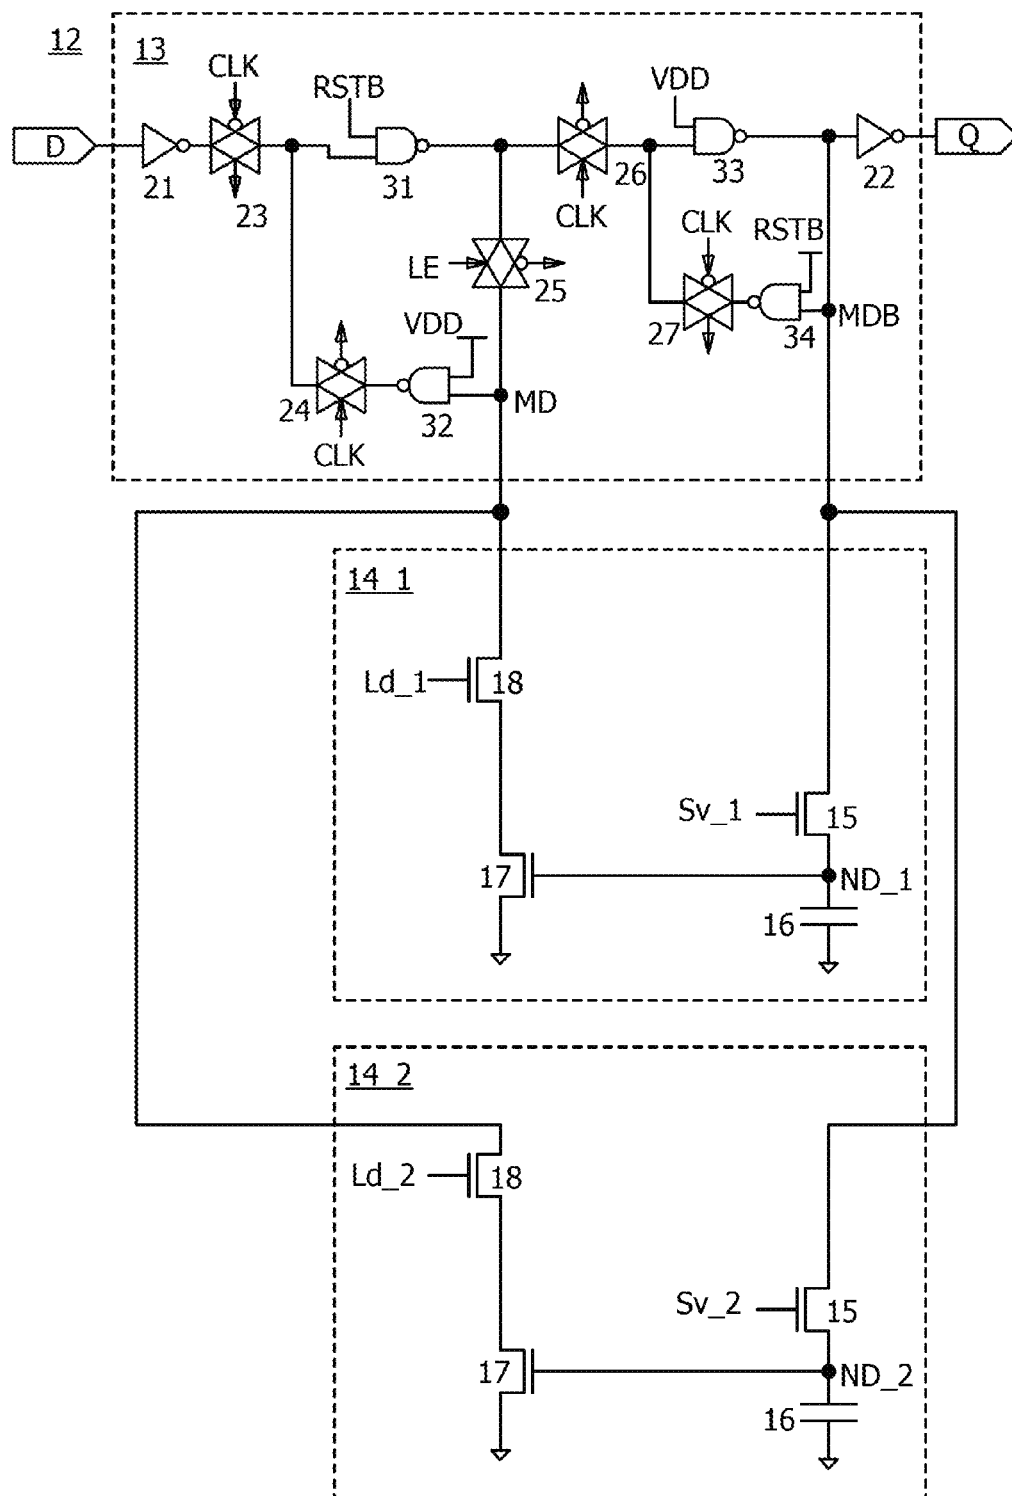 12
13
CLK
RSTB
VDD
D
Q
21
23
31
26
33
22
CLK
CLK
RSTB
LE
25
VDD
27
34
MDB
24
32
MD
CLK
14_1
Ld_1
18
Sv_1
15
17
ND_1
16
14_2
Ld_2
18
Sv_2
15
17
ND_2
16